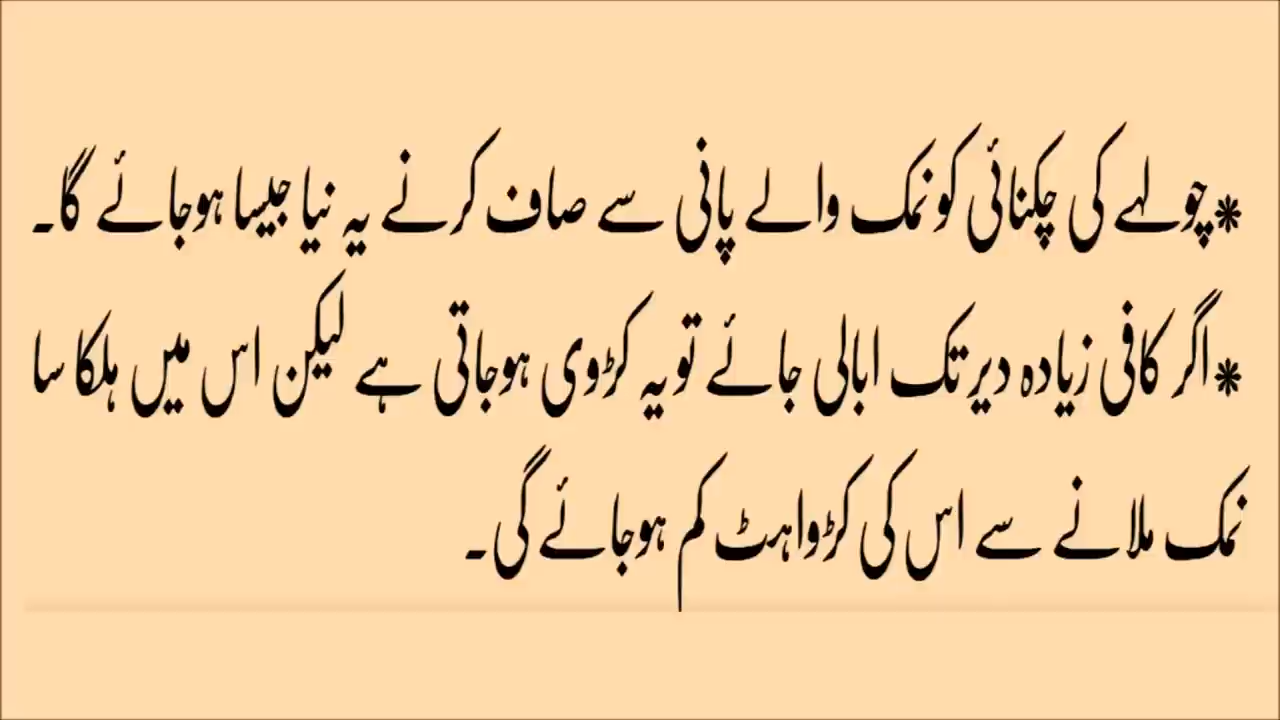 *چولہے کی چکنائی کو نمک والے پانی سے صاف کرنے یہ نیا جیسا ہوجائے گا۔
*اگر کافی زیادہ دیر تک ابالی جائے تو یہ کڑوی ہوجاتی ہے لیکن اس میں ہلکا سا
نمک ملانے سے اس کی کڑواہٹ کم ہوجائے گی۔